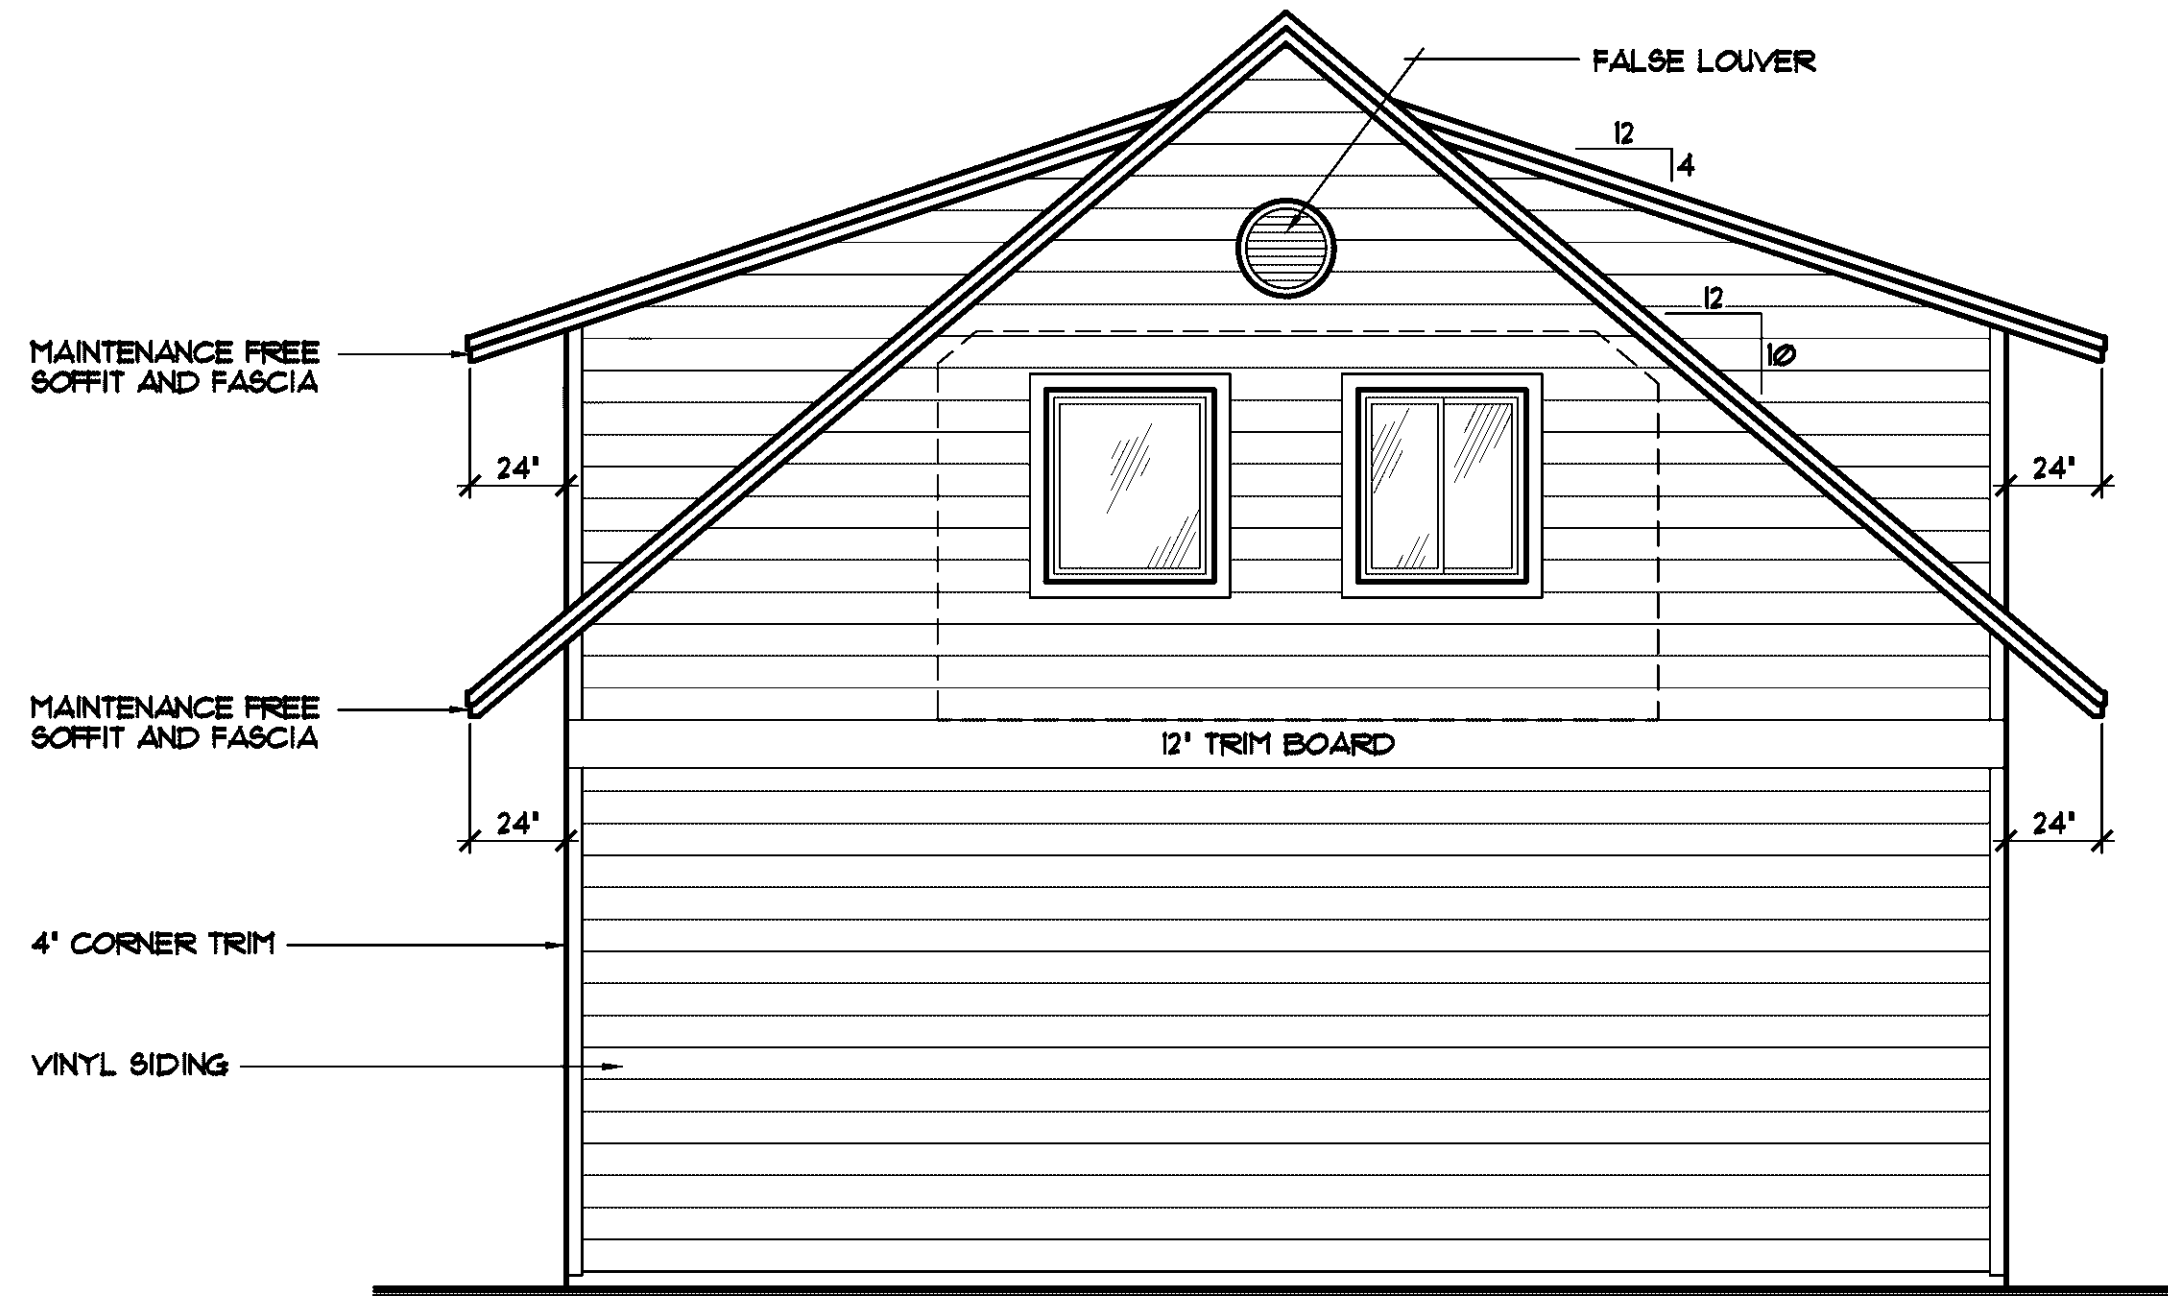 FALSE LOUVER
12
4
12
10
MAINTENANCE FREE
SOFFIT AND FASCIA
24"
24"
MAINTENANCE FREE
SOFFIT AND FASCIA
12" TRIM BOARD
24"
24"
4" CORNER TRIM
VINYL SIDING